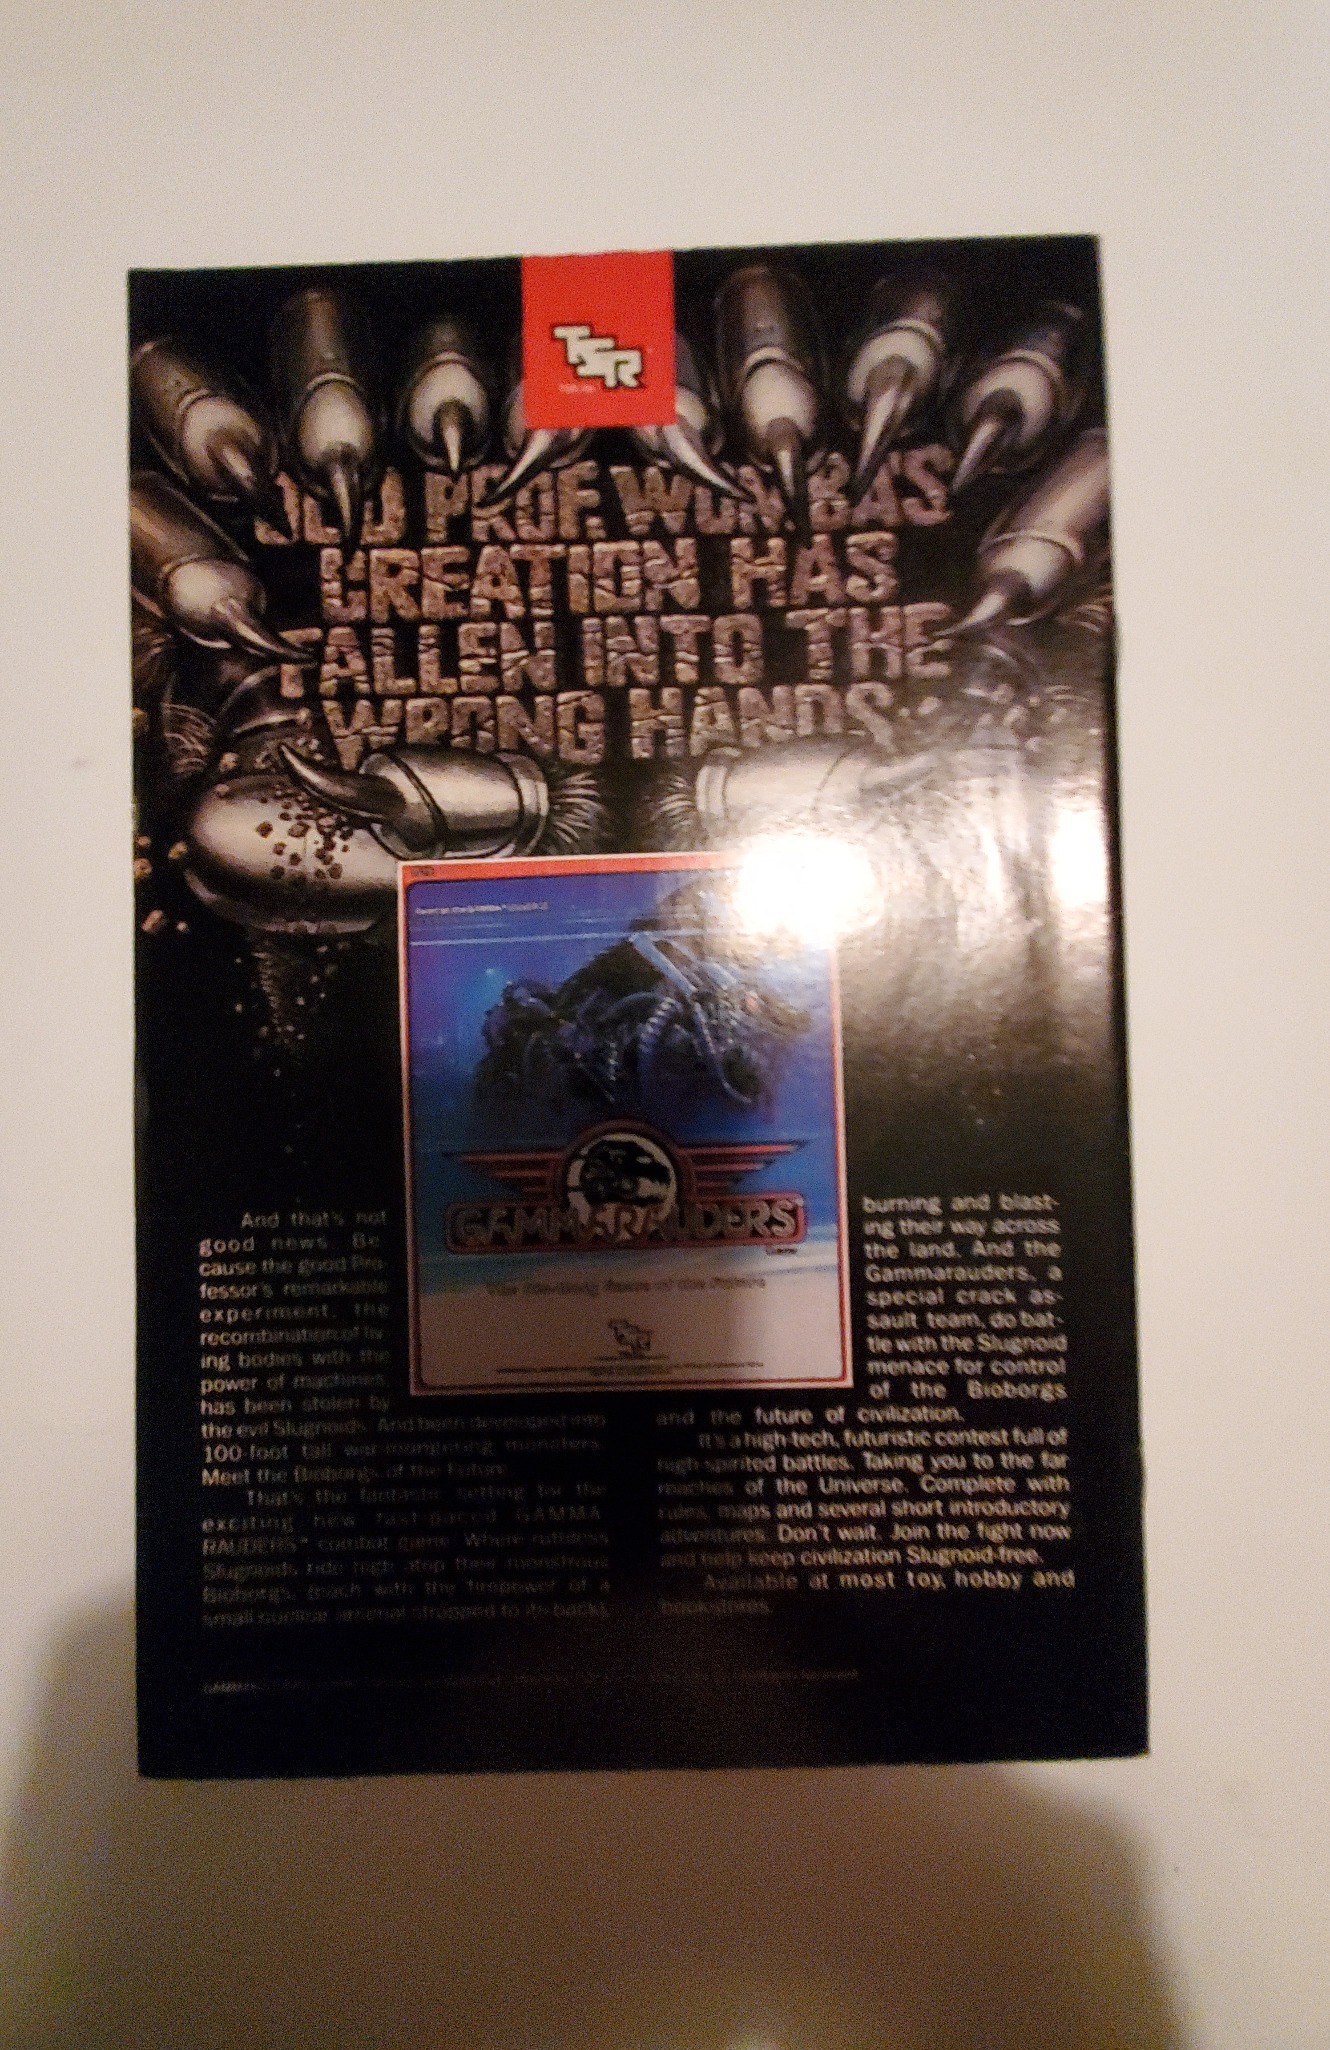 TSR
OLD PROF. WOMBAS
CREATION HAS
FALLEN INTO THE
WRONG HANDS.
GAMMARAUDERS
TSR
And that's not
good news. Be-
cause the good Pro-
fessor's remarkable
experiment, the
recombination of liv-
ing bodies with the
power of machines,
has been stolen by
the evil Slugnoids. And been developed into
100-foot tall war-mongering monsters.
Meet the Bioborgs of the Future.
That's the fantastic setting for the
exciting new fast-paced GAMMA-
RAUDERS™ combat game. Where ruthless
Slugnoids ride high atop their monstrous
Bioborgs, (each with the firepower of a
small nuclear arsenal strapped to its back),
burning and blast-
ing their way across
the land. And the
Gammarauders, a
special crack as-
sault team, do bat-
tle with the Slugnoid
menace for control
of the Bioborgs
and the future of civilization.
It's a high-tech, futuristic contest full of
high-spirited battles. Taking you to the far
reaches of the Universe. Complete with
rules, maps and several short introductory
adventures. Don't wait. Join the fight now
and help keep civilization Slugnoid-free.
Available at most toy, hobby and
bookstores.